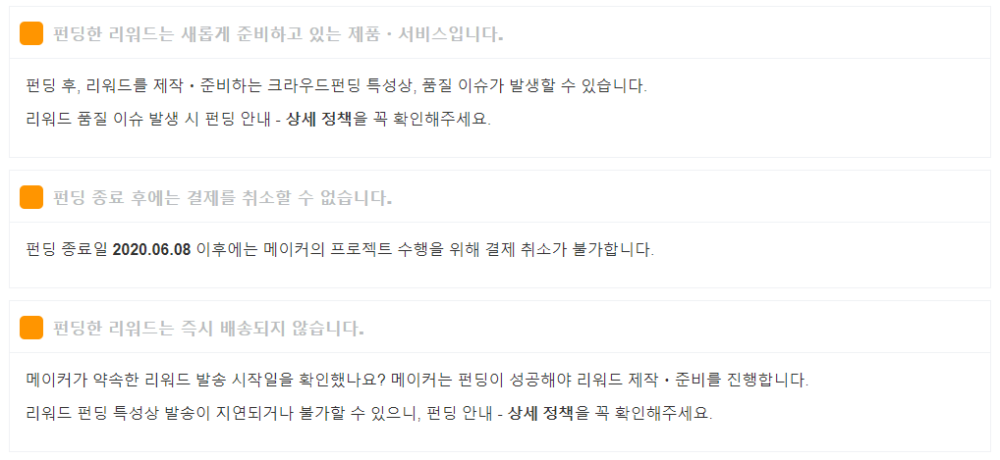 펀딩한 리워드는 새롭게 준비하고 있는 제품 · 서비스입니다.
펀딩 후, 리워드를 제작 · 준비하는 크라우드펀딩 특성상, 품질 이슈가 발생할 수 있습니다.
리워드 품질 이슈 발생 시 펀딩 안내 - 상세 정책을 꼭 확인해주세요.
펀딩 종료 후에는 결제를 취소할 수 없습니다.
펀딩 종료일 2020.06.08 이후에는 메이커의 프로젝트 수행을 위해 결제 취소가 불가합니다.
펀딩한 리워드는 즉시 배송되지 않습니다.
메이커가 약속한 리워드 발송 시작일을 확인했나요? 메이커는 펀딩이 성공해야 리워드 제작 · 준비를 진행합니다.
리워드 펀딩 특성상 발송이 지연되거나 불가할 수 있으니, 펀딩 안내 - 상세 정책을 꼭 확인해주세요.